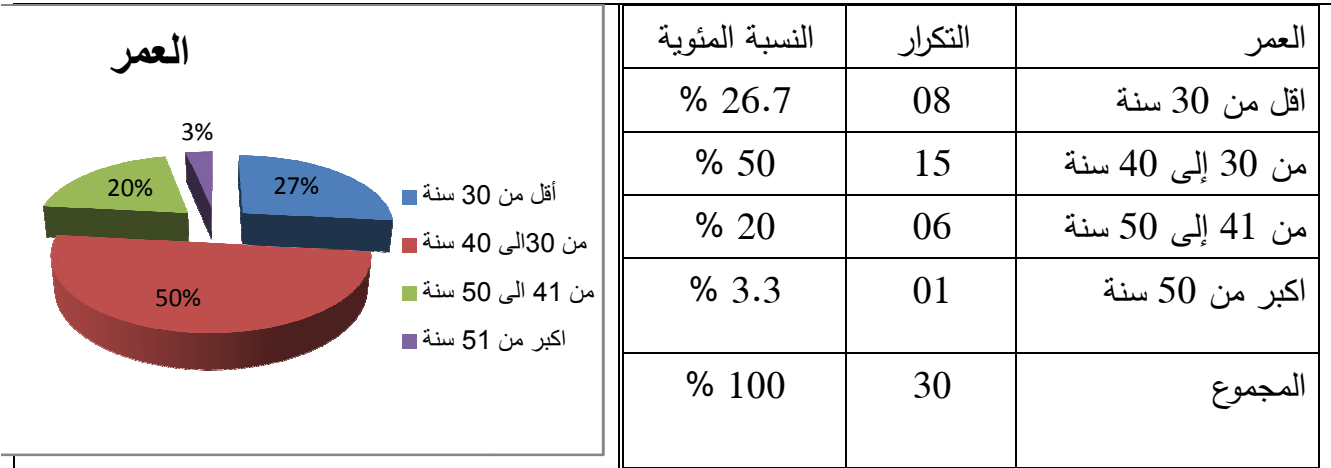 العمر التكرار النسبة المئوية
اقل من 30 سنة 08 26.7 %
من 30 إلى 40 سنة 15 50 %
من 41 إلى 50 سنة 06 20 %
اكبر من 50 سنة 01 3.3 %
المجموع 30 100 %
العمر
3%
27%
20%
50%
أقل من 30 سنة
من 30الى 40 سنة
من 41 الى 50 سنة
اكبر من 51 سنة